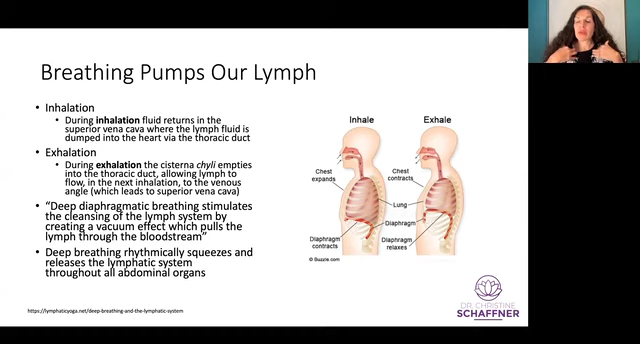 Breathing Pumps Our Lymph
• Inhalation
• During inhalation fluid returns in the
superior vena cava where the lymph fluid is
dumped into the heart via the thoracic duct
• Exhalation
• During exhalation the cisterna chyli empties
into the thoracic duct, allowing lymph to
flow, in the next inhalation, to the venous
angle (which leads to superior vena cava)
• “Deep diaphragmatic breathing stimulates
the cleansing of the lymph system by
creating a vacuum effect which pulls the
lymph through the bloodstream”
• Deep breathing rhythmically squeezes and
releases the lymphatic system
throughout all abdominal organs
Inhale
Exhale
Chest
expands
Chest
contracts
Lung
Diaphragm
Diaphragm
contracts
Diaphragm
relaxes
© Buzzle.com
https://lymphaticyoga.net/deep-breathing-and-the-lymphatic-system
DR. CHRISTINE
SCHAFFNER